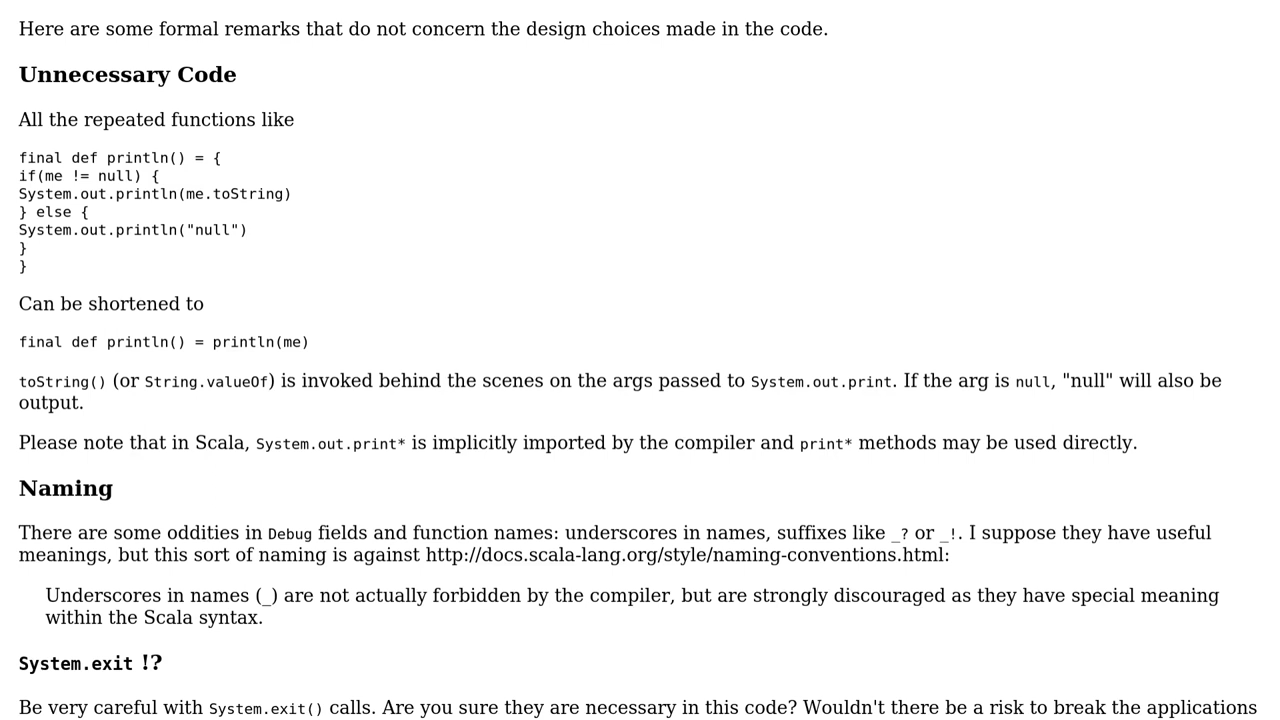 Here are some formal remarks that do not concern the design choices made in the code.
Unnecessary Code
All the repeated functions like
final def println() = {
if(me != null) {
System.out.println(me.toString)
} else {
System.out.println("null")
}
}
Can be shortened to
final def println() = println(me)
toString() (or String.valueOf) is invoked behind the scenes on the args passed to System.out.print. If the arg is null, "null" will also be
output.
Please note that in Scala, System.out.print* is implicitly imported by the compiler and print* methods may be used directly.
Naming
There are some oddities in Debug fields and function names: underscores in names, suffixes like _? or _!. I suppose they have useful
meanings, but this sort of naming is against http://docs.scala-lang.org/style/naming-conventions.html:
Underscores in names (_) are not actually forbidden by the compiler, but are strongly discouraged as they have special meaning
within the Scala syntax.
System.exit !?
Be very careful with System.exit() calls. Are you sure they are necessary in this code? Wouldn't there be a risk to break the applications